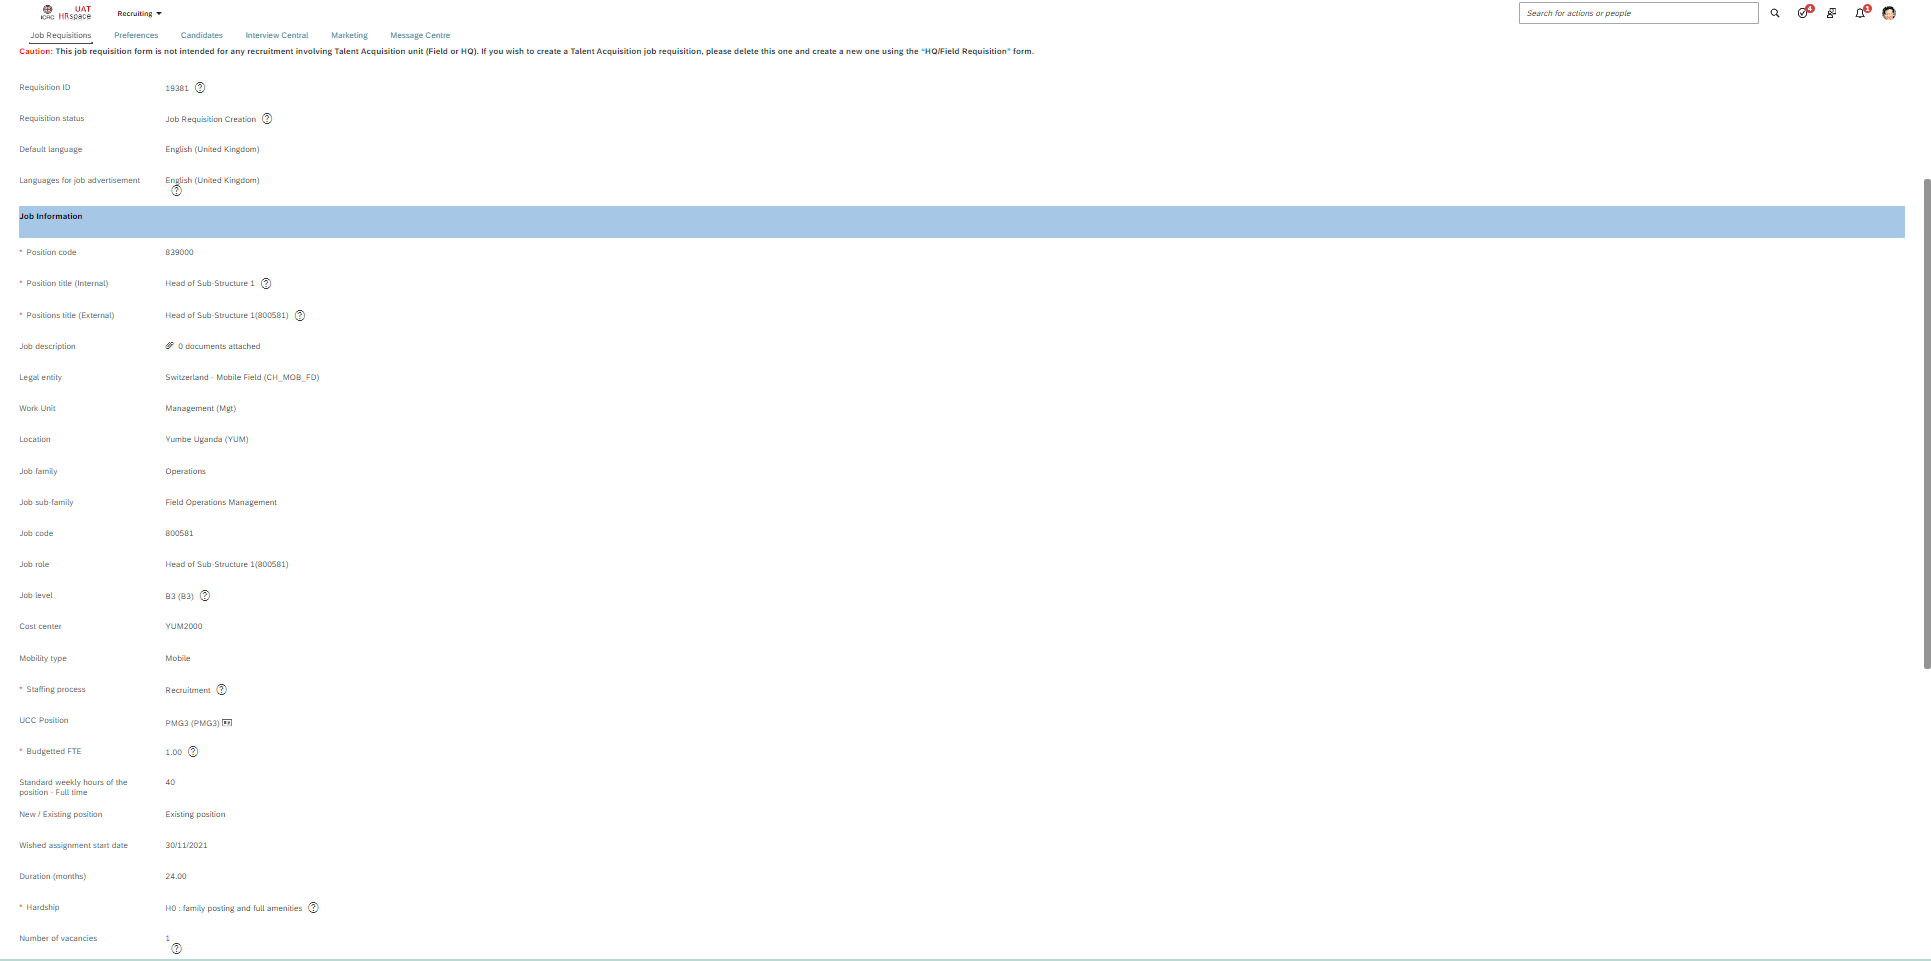 ICRC
UAT
HRspace
Recruiting
Search for actions or people
4
1
Job Requisitions
Preferences
Candidates
Interview Central
Marketing
Message Centre
Caution: This job requisition form is not intended for any recruitment involving Talent Acquisition unit (Field or HQ). If you wish to create a Talent Acquisition job requisition, please delete this one and create a new one using the “HQ/Field Requisition” form.
Requisition ID 19381 ?
Requisition status Job Requisition Creation ?
Default language English (United Kingdom)
Languages for job advertisement English (United Kingdom)
?
Job Information
* Position code 839000
* Position title (Internal) Head of Sub-Structure 1 ?
* Positions title (External) Head of Sub-Structure 1(800581) ?
Job description 0 documents attached
Legal entity Switzerland - Mobile Field (CH_MOB_FD)
Work Unit Management (Mgt)
Location Yumbe Uganda (YUM)
Job family Operations
Job sub-family Field Operations Management
Job code 800581
Job role Head of Sub-Structure 1(800581)
Job level B3 (B3) ?
Cost center YUM2000
Mobility type Mobile
* Staffing process Recruitment ?
UCC Position PMG3 (PMG3)
* Budgetted FTE 1.00 ?
Standard weekly hours of the 40
position - Full time
New / Existing position Existing position
Wished assignment start date 30/11/2021
Duration (months) 24.00
* Hardship H0 : family posting and full amenities ?
Number of vacancies 1
?